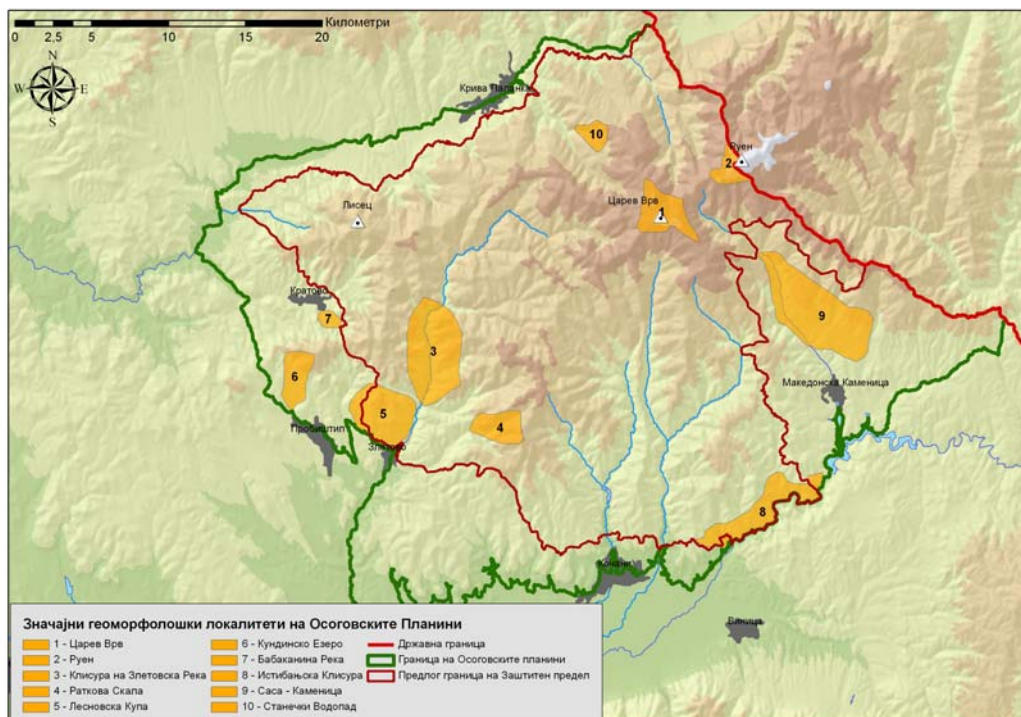 Километри
0 2,5 5 10 15 20
N
W E
S
Крива Паланка
10
Руен
2
Царев Врв
1
Лисец
Кратово
7
3
9
6
Македонска Каменица
5
4
Пробиштип
Злетово
8
Кочани
Виница
Значајни геоморфолошки локалитети на Осоговските Планини
1 - Царев Врв
2 - Руен
3 - Клисура на Злетовска Река
4 - Раткова Скала
5 - Лесновска Купа
6 - Кундинско Езеро
7 - Бабаканина Река
8 - Истибањска Клисура
9 - Саса - Каменица
10 - Станечки Водопад
Државна граница
Граница на Осоговските планини
Предлог граница на Заштитен предел